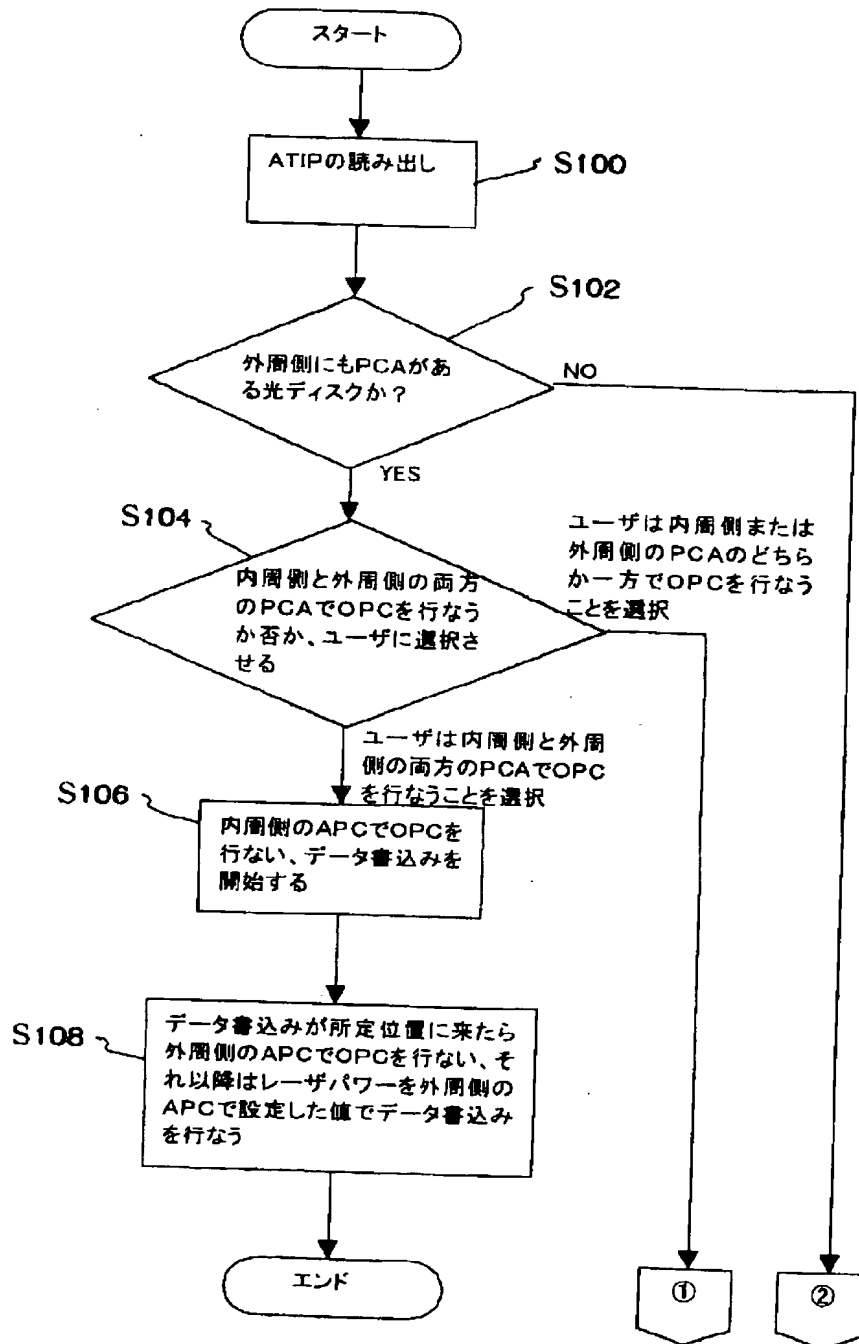 スタート
ATIPの読み出し
S100
S102
外周側にもPCAがあ
る光ディスクか？
NO
YES
S104
内周側と外周側の両方
のPCAでOPCを行なう
か否か、ユーザに選択さ
せる
ユーザは内周側または
外周側のPCAのどちら
か一方でOPCを行なう
ことを選択
ユーザは内周側と外周
側の両方のPCAでOPC
を行なうことを選択
S106
内周側のAPCでOPCを
行ない、データ書込みを
開始する
S108
データ書込みが所定位置に来たら
外周側のAPCでOPCを行ない、そ
れ以降はレーザパワーを外周側の
APCで設定した値でデータ書込み
を行なう
エンド
①
②